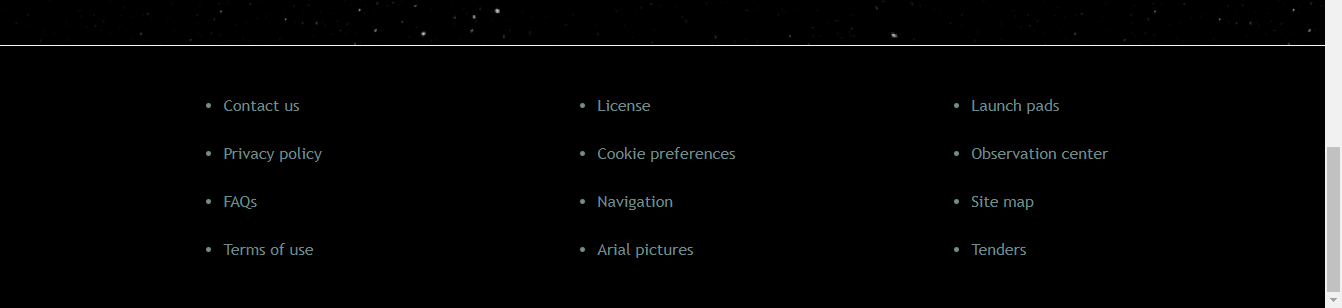 Contact us
Privacy policy
FAQs
Terms of use
License
Cookie preferences
Navigation
Arial pictures
Launch pads
Observation center
Site map
Tenders